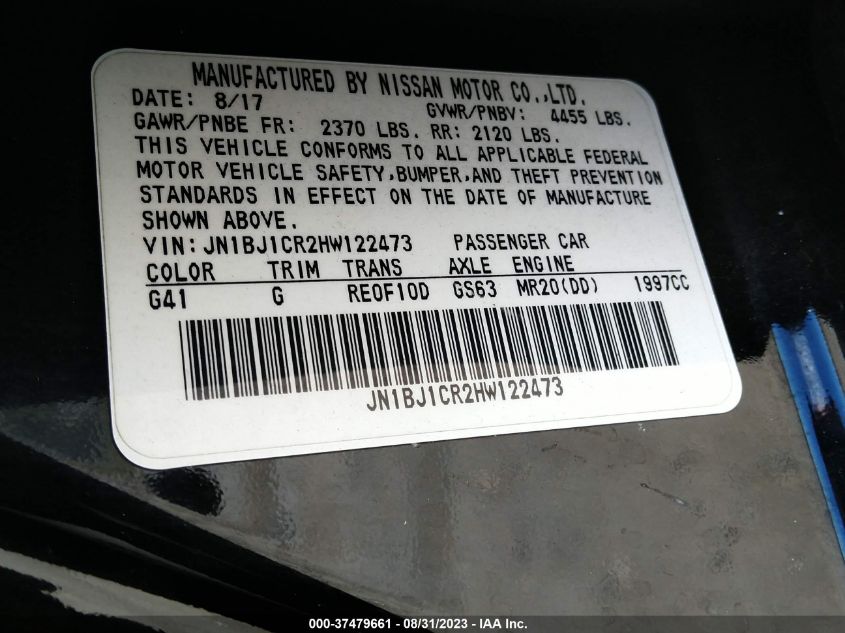 MANUFACTURED BY NISSAN MOTOR CO.,LTD.
DATE: 8/17 GVWR/PNBV: 4455 LBS.
GAWR/PNBE FR: 2370 LBS. RR: 2120 LBS.
THIS VEHICLE CONFORMS TO ALL APPLICABLE FEDERAL
MOTOR VEHICLE SAFETY,BUMPER,AND THEFT PREVENTION
STANDARDS IN EFFECT ON THE DATE OF MANUFACTURE
SHOWN ABOVE.
VIN: JN1BJ1CR2HW122473 PASSENGER CAR
COLOR TRIM TRANS AXLE ENGINE
G41 G RE0F10D GS63 MR20(DD) 1997CC
JN1BJ1CR2HW122473
000-37479661 - 08/31/2023 - IAA Inc.